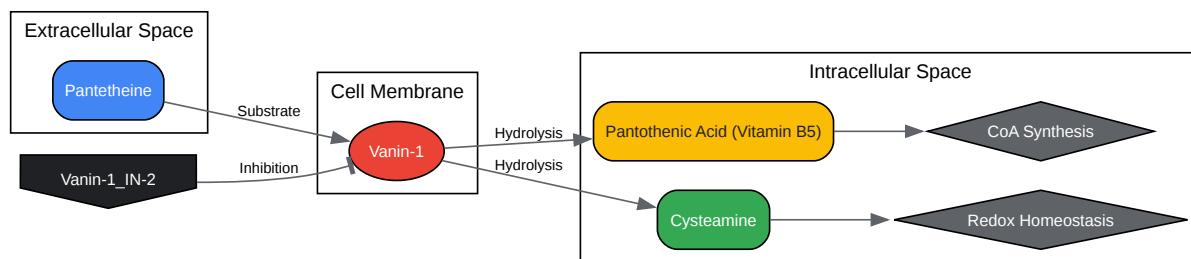 Extracellular Space
Pantetheine
Substrate
Vanin-1_IN-2
Inhibition
Cell Membrane
Vanin-1
Hydrolysis
Hydrolysis
Intracellular Space
Pantothenic Acid (Vitamin B5)
CoA Synthesis
Cysteamine
Redox Homeostasis